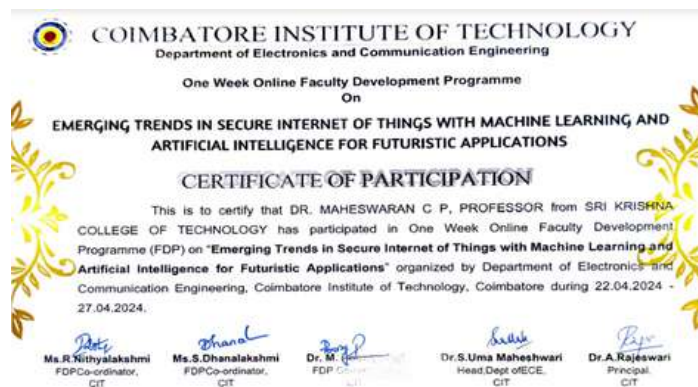 COIMBATORE INSTITUTE OF TECHNOLOGY
Department of Electronics and Communication Engineering
One Week Online Faculty Development Programme
On
EMERGING TRENDS IN SECURE INTERNET OF THINGS WITH MACHINE LEARNING AND
ARTIFICIAL INTELLIGENCE FOR FUTURISTIC APPLICATIONS
CERTIFICATE OF PARTICIPATION
This is to certify that DR. MAHESWARAN C P, PROFESSOR from SRI KRISHNA
COLLEGE OF TECHNOLOGY has participated in One Week Online Faculty Development
Programme (FDP) on "Emerging Trends in Secure Internet of Things with Machine Learning and
Artificial Intelligence for Futuristic Applications" organized by Department of Electronics and
Communication Engineering, Coimbatore Institute of Technology, Coimbatore during 22.04.2024 -
27.04.2024.
Ms.R.Nithyalakshmi Ms.S.Dhanalakshmi Dr. M. Dr.S.Uma Maheshwari Dr.A.Rajeswari
FDPCo-ordinator, FDPCo-ordinator, FDP Head,Dept ofECE, Principal.
CIT CIT CIT CIT CIT